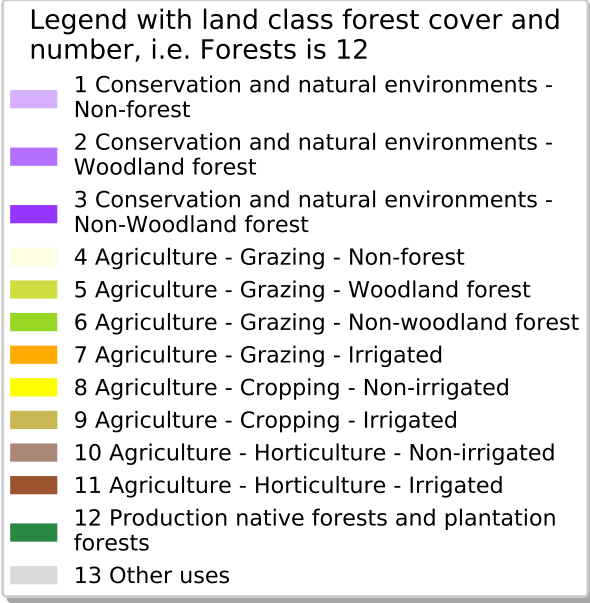 Legend with land class forest cover and
number, i.e. Forests is 12
1 Conservation and natural environments -
Non-forest
2 Conservation and natural environments -
Woodland forest
3 Conservation and natural environments -
Non-Woodland forest
4 Agriculture - Grazing - Non-forest
5 Agriculture - Grazing - Woodland forest
6 Agriculture - Grazing - Non-woodland forest
7 Agriculture - Grazing - Irrigated
8 Agriculture - Cropping - Non-irrigated
9 Agriculture - Cropping - Irrigated
10 Agriculture - Horticulture - Non-irrigated
11 Agriculture - Horticulture - Irrigated
12 Production native forests and plantation
forests
13 Other uses